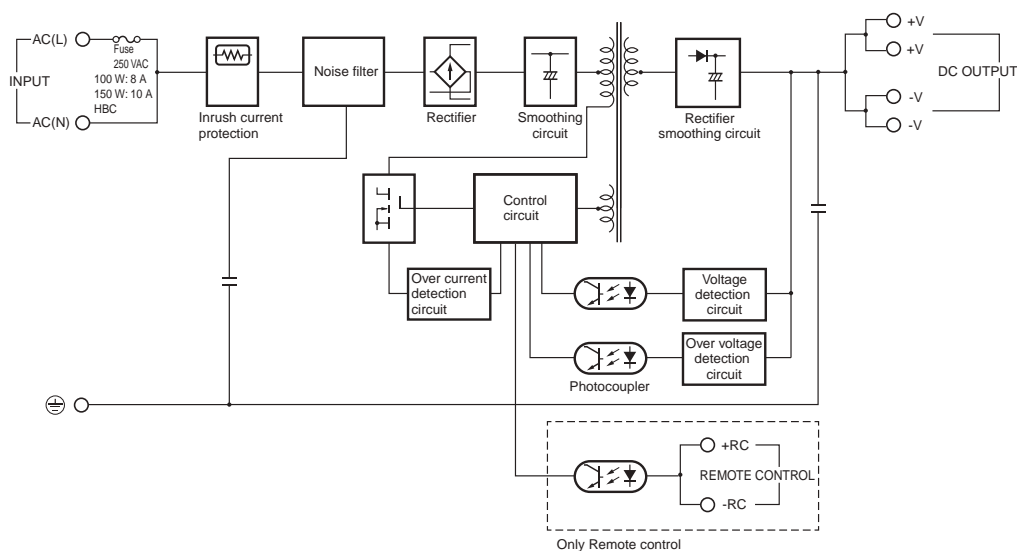 AC(L)
Fuse
250 VAC
100 W: 8 A
150 W: 10 A
HBC
INPUT
AC(N)
Inrush current
protection
Noise filter
Rectifier
Smoothing
circuit
Rectifier
smoothing circuit
+V
+V
DC OUTPUT
-V
-V
Control
circuit
Over current
detection
circuit
Voltage
detection
circuit
Over voltage
detection
circuit
Photocoupler
+RC
REMOTE CONTROL
-RC
Only Remote control